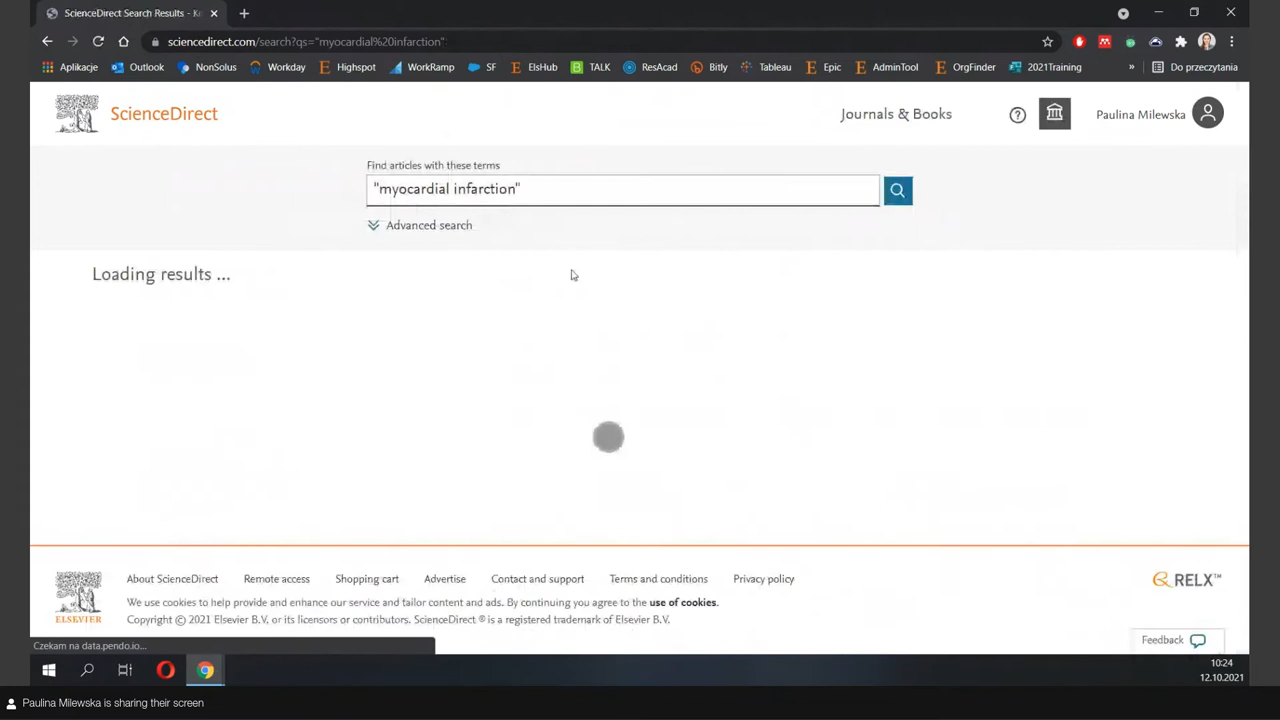 ScienceDirect Search Results - Ke
sciencedirect.com/search?qs="myocardial%20infarction"
Aplikacje Outlook NonSolus Workday Highspot WorkRamp SF ElsHub TALK ResAcad Bitly Tableau Epic AdminTool OrgFinder 2021Training » Do przeczytania
ScienceDirect
Journals & Books
Paulina Milewska
Find articles with these terms
"myocardial infarction"
Advanced search
Loading results ...
About ScienceDirect Remote access Shopping cart Advertise Contact and support Terms and conditions Privacy policy
RELX™
We use cookies to help provide and enhance our service and tailor content and ads. By continuing you agree to the use of cookies.
ELSEVIER
Copyright © 2021 Elsevier B.V. or its licensors or contributors. ScienceDirect ® is a registered trademark of Elsevier B.V.
Feedback
Czekam na data.pendo.io...
10:24
12.10.2021
Paulina Milewska is sharing their screen